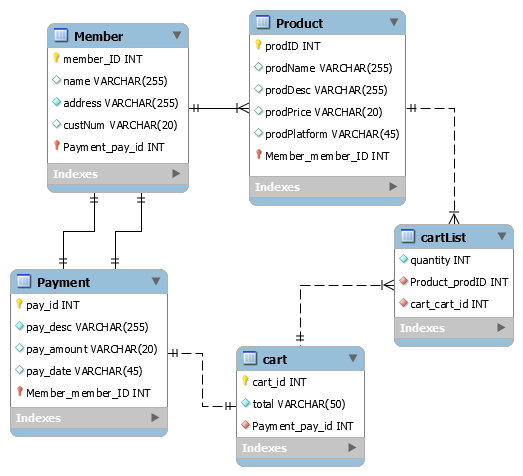 Member
member_ID INT
name VARCHAR(255)
address VARCHAR(255)
custNum VARCHAR(20)
Payment_pay_id INT
Indexes
Product
prodID INT
prodName VARCHAR(255)
prodDesc VARCHAR(255)
prodPrice VARCHAR(20)
prodPlatform VARCHAR(45)
Member_member_ID INT
Indexes
cartList
quantity INT
Product_prodID INT
cart_cart_id INT
Indexes
Payment
pay_id INT
pay_desc VARCHAR(255)
pay_amount VARCHAR(20)
pay_date VARCHAR(45)
Member_member_ID INT
Indexes
cart
cart_id INT
total VARCHAR(50)
Payment_pay_id INT
Indexes